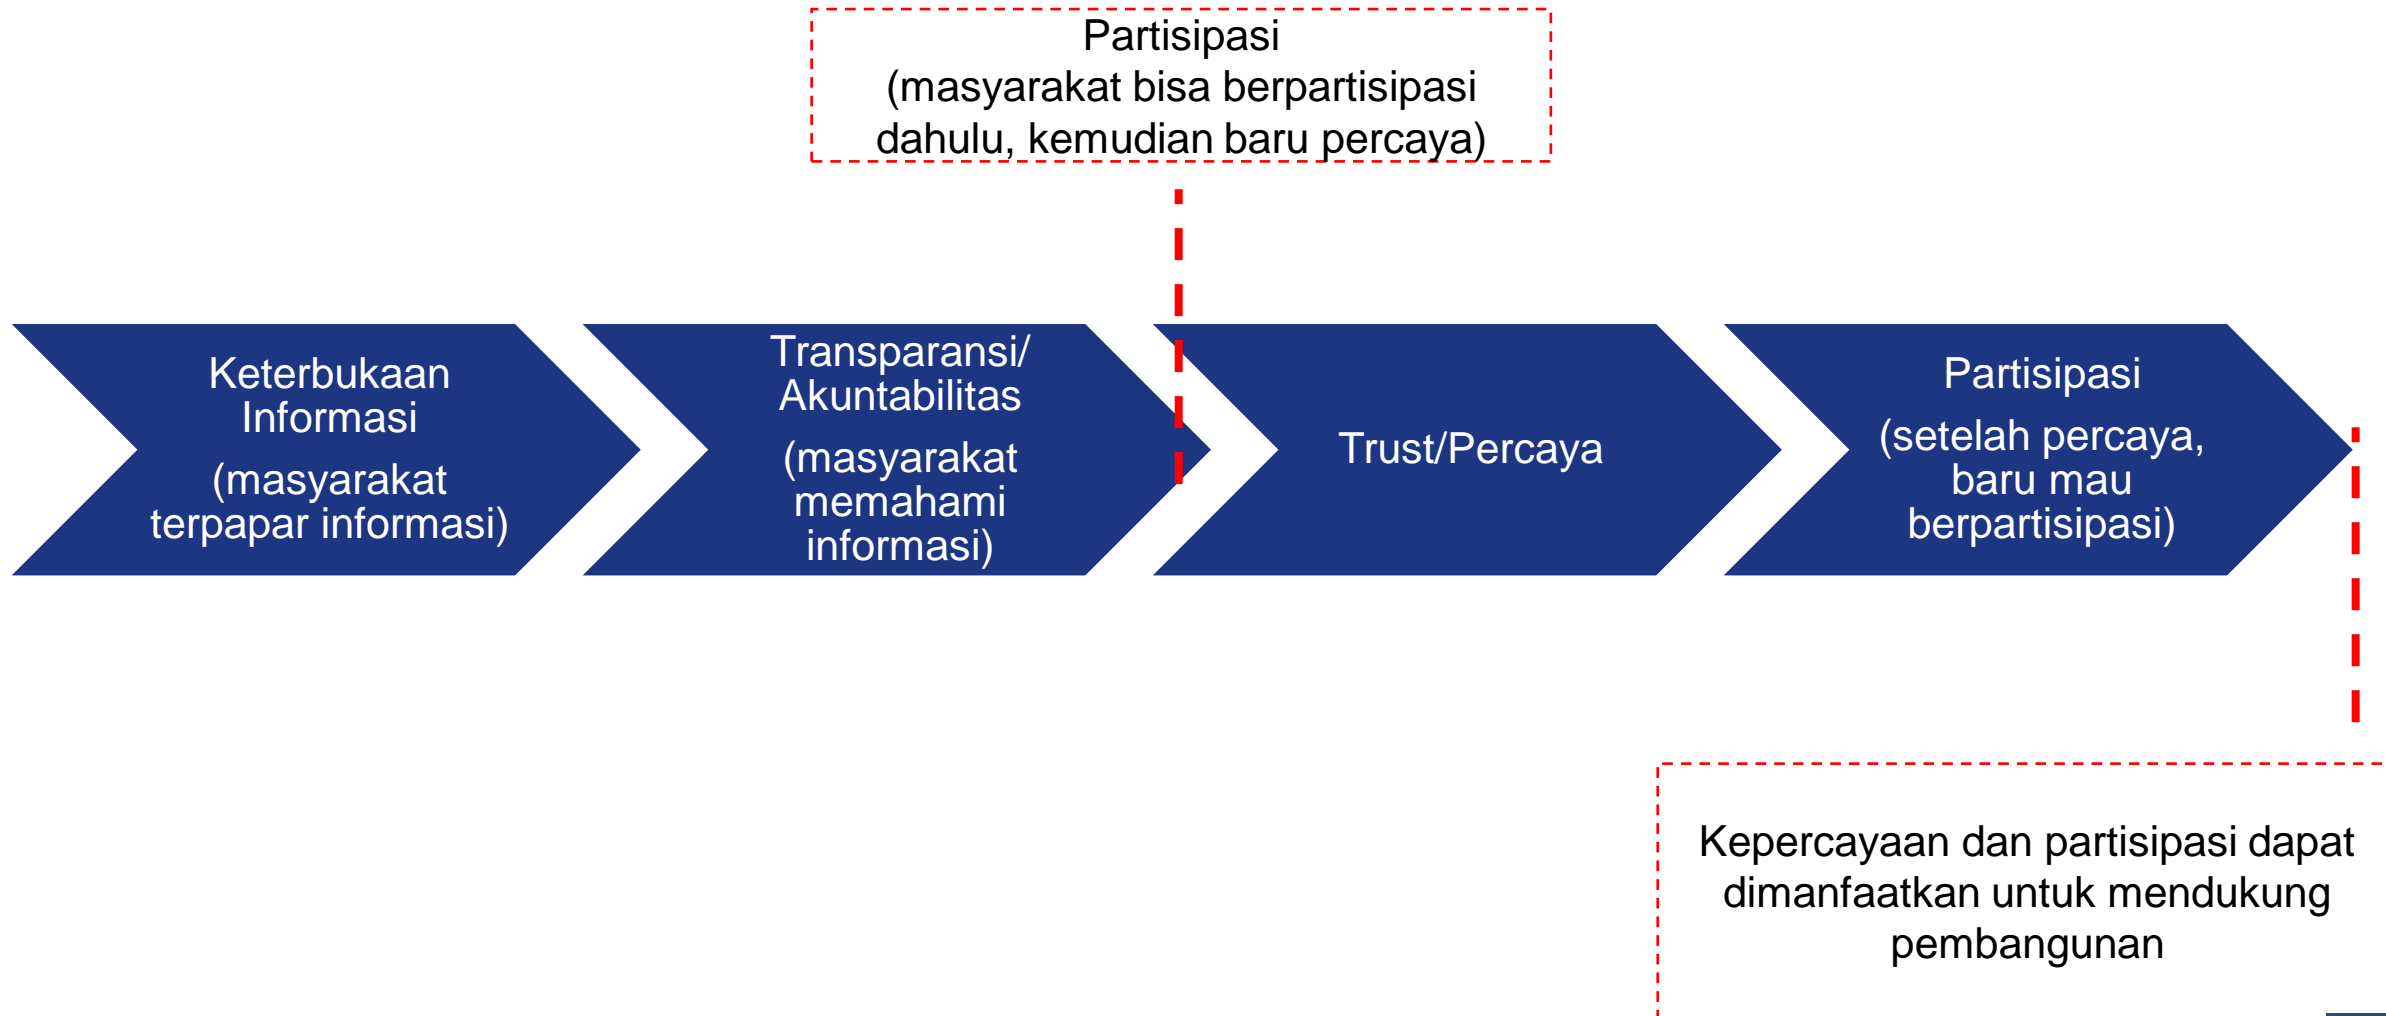 Partisipasi
(masyarakat bisa berpartisipasi
dahulu, kemudian baru percaya)
Keterbukaan
Informasi
(masyarakat
terpapar informasi)
Transparansi/
Akuntabilitas
(masyarakat
memahami
informasi)
Trust/Percaya
Partisipasi
(setelah percaya,
baru mau
berpartisipasi)
Kepercayaan dan partisipasi dapat
dimanfaatkan untuk mendukung
pembangunan